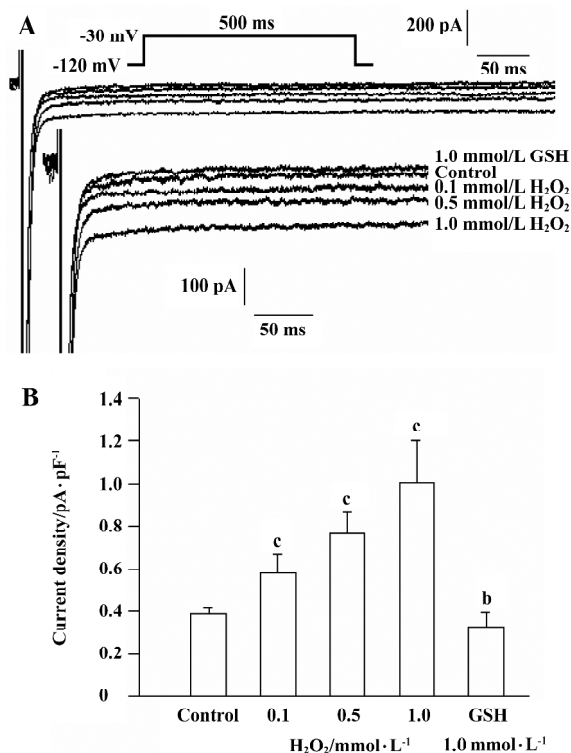 A
500 ms
-30 mV
-120 mV
200 pA
50 ms
1.0 mmol/L GSH
Control
0.1 mmol/L H₂O₂
0.5 mmol/L H₂O₂
1.0 mmol/L H₂O₂
100 pA
50 ms
B
Current density/pA·pF⁻¹
1.4
1.2
1.0
0.8
0.6
0.4
0.2
0
c
c
c
b
Control 0.1 0.5 1.0 GSH
H₂O₂/mmol·L⁻¹ 1.0 mmol·L⁻¹